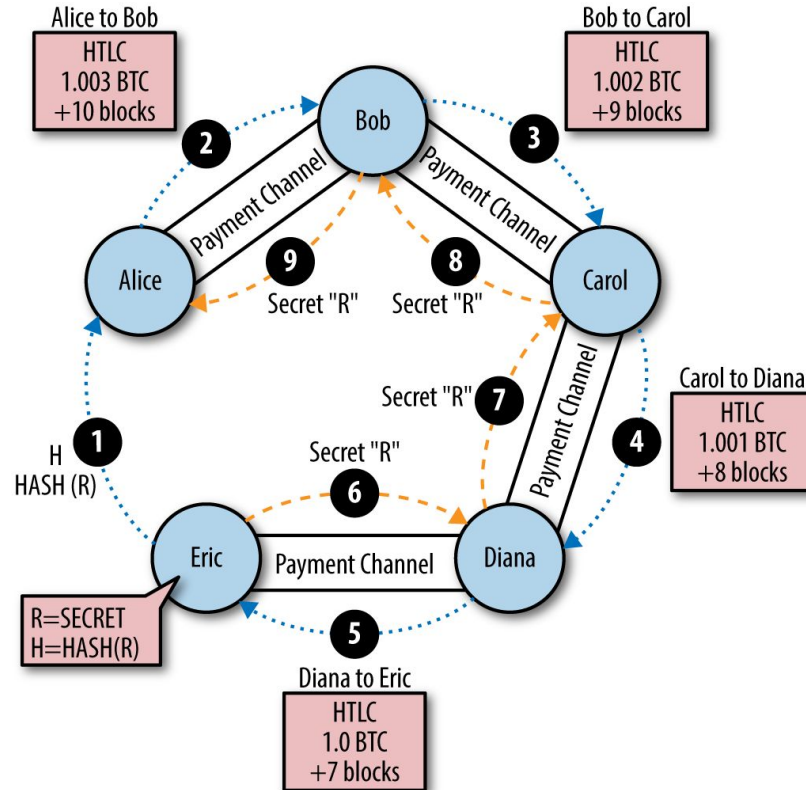 Alice to Bob
HTLC
1.003 BTC
+10 blocks
Bob to Carol
HTLC
1.002 BTC
+9 blocks
Bob
2
3
Payment Channel
Payment Channel
Alice
9
8
Carol
Secret "R"
Secret "R"
Secret "R"
7
Payment Channel
Carol to Diana
HTLC
1.001 BTC
+8 blocks
4
1
H
HASH (R)
Secret "R"
6
Eric
Payment Channel
Diana
R=SECRET
H=HASH(R)
5
Diana to Eric
HTLC
1.0 BTC
+7 blocks